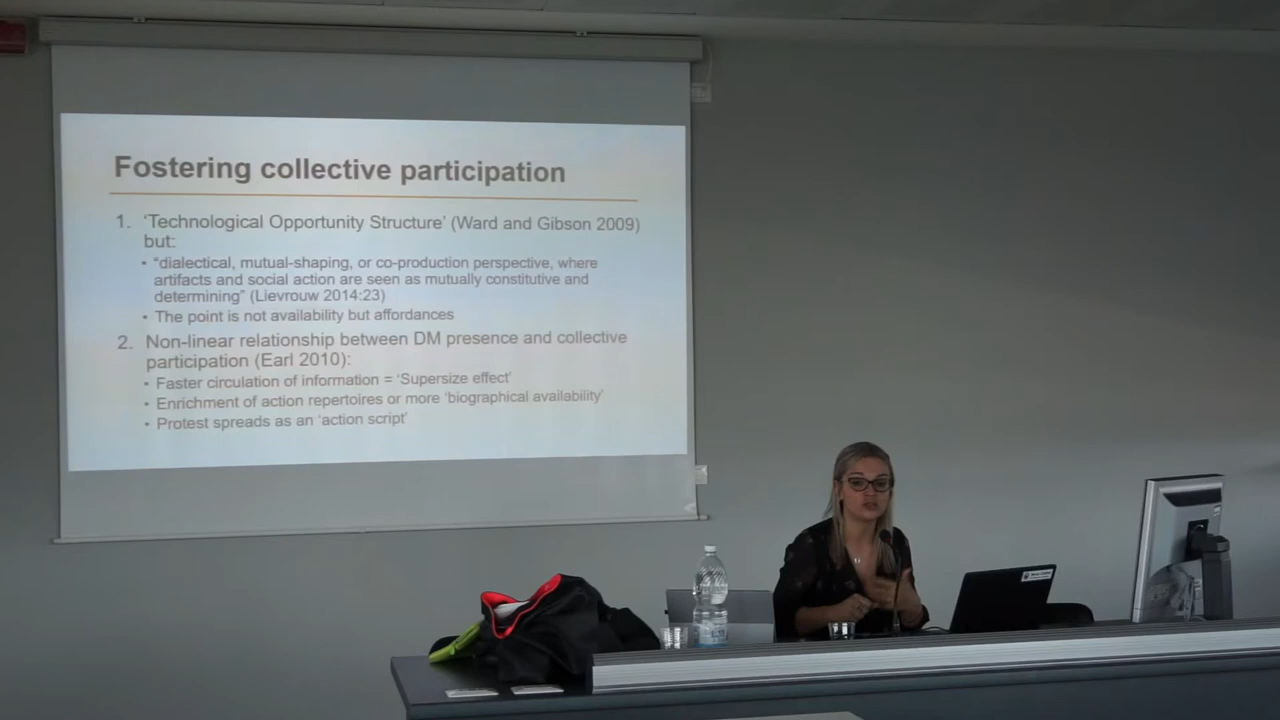 Fostering collective participation
1. 'Technological Opportunity Structure' (Ward and Gibson 2009)
but:
• "dialectical, mutual-shaping, or co-production perspective, where
artifacts and social action are seen as mutually constitutive and
determining" (Lievrouw 2014:23)
• The point is not availability but affordances
2. Non-linear relationship between DM presence and collective
participation (Earl 2010):
• Faster circulation of information = 'Supersize effect'
• Enrichment of action repertoires or more 'biographical availability'
• Protest spreads as an 'action script'